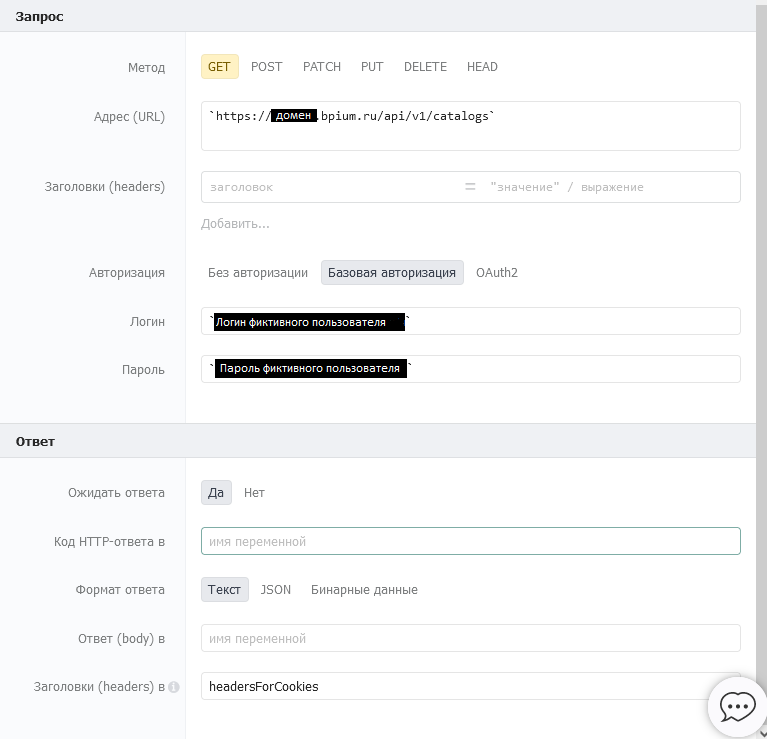 Запрос
Метод GET POST PATCH PUT DELETE HEAD
Адрес (URL) `https://домен.bpium.ru/api/v1/catalogs`
Заголовки (headers) заголовок = "значение" / выражение
Добавить...
Авторизация Без авторизации Базовая авторизация OAuth2
Логин `Логин фиктивного пользователя`
Пароль `Пароль фиктивного пользователя`
Ответ
Ожидать ответа Да Нет
Код HTTP-ответа в имя переменной
Формат ответа Текст JSON Бинарные данные
Ответ (body) в имя переменной
Заголовки (headers) в i headersForCookies